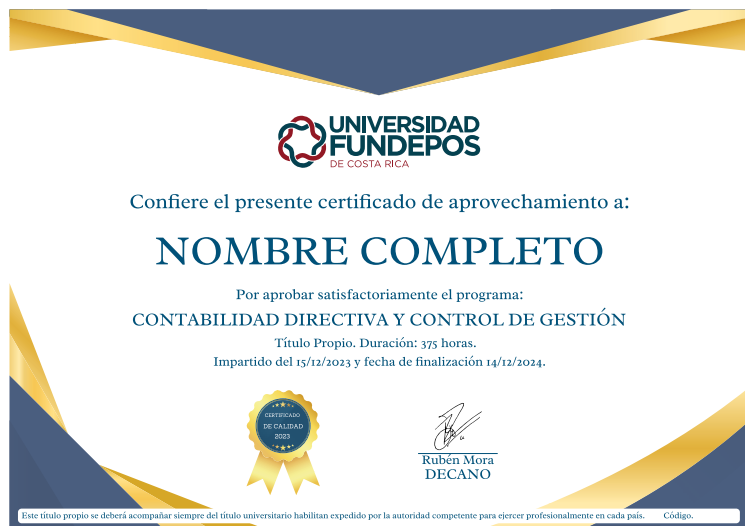 UNIVERSIDAD
FUNDEPOS
DE COSTA RICA
Confiere el presente certificado de aprovechamiento a:
NOMBRE COMPLETO
Por aprobar satisfactoriamente el programa:
CONTABILIDAD DIRECTIVA Y CONTROL DE GESTIÓN
Título Propio. Duración: 375 horas.
Impartido del 15/12/2023 y fecha de finalización 14/12/2024.
CERTIFICADO
DE CALIDAD
2023
Rubén Mora
DECANO
Este título propio se deberá acompañar siempre del título universitario habilitan expedido por la autoridad competente para ejercer profesionalmente en cada país. Código.